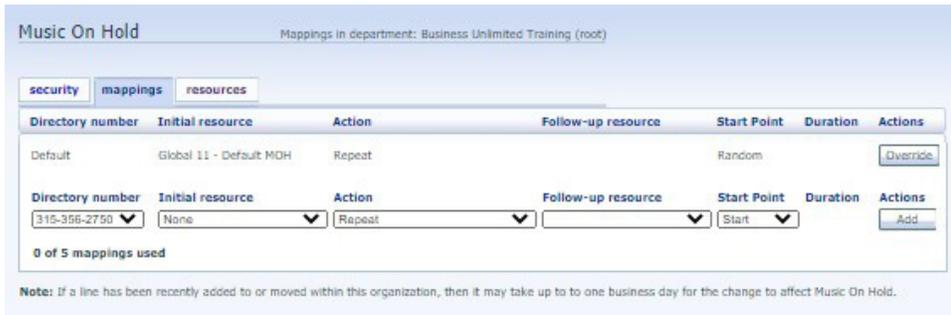 Music On Hold
Mappings in department: Business Unlimited Training (root)
security mappings resources
Directory number Initial resource Action Follow-up resource Start Point Duration Actions
Default Global 11 - Default MOH Repeat Random Override
Directory number Initial resource Action Follow-up resource Start Point Duration Actions
315-356-2750 None Repeat Start Add
0 of 5 mappings used
Note: If a line has been recently added to or moved within this organization, then it may take up to to one business day for the change to affect Music On Hold.